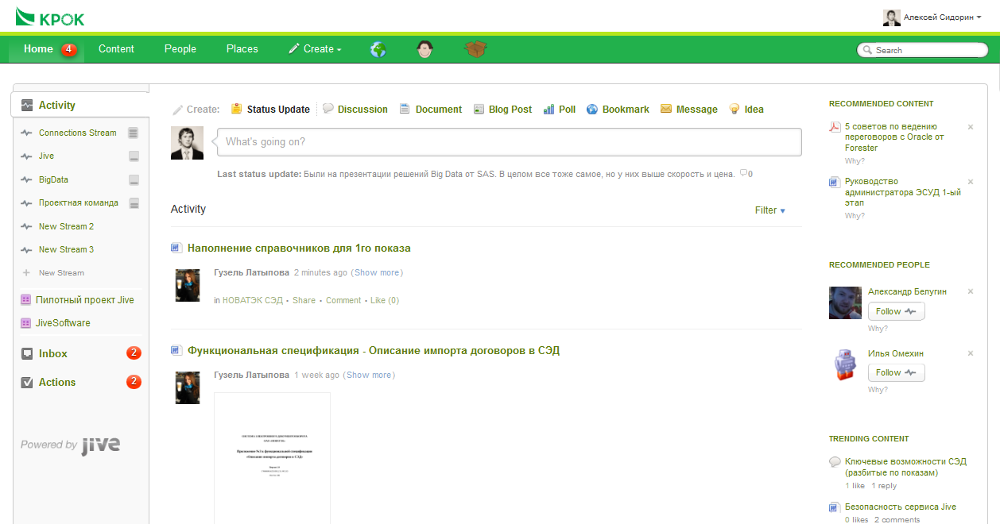 КРОК
Алексей Сидорин
Home 4 Content People Places Create Search
Activity
Connections Stream
Jive
BigData
Проектная команда
New Stream 2
New Stream 3
New Stream
Пилотный проект Jive
JiveSoftware
Inbox 2
Actions 2
Powered by jive
Create: Status Update Discussion Document Blog Post Poll Bookmark Message Idea
What's going on?
Last status update: Были на презентации решений Big Data от SAS. В целом все тоже самое, но у них выше скорость и цена. 0
Activity
Filter
Наполнение справочников для 1го показа
Гузель Латыпова 2 minutes ago (Show more)
in НОВАТЭК СЭД • Share • Comment • Like (0)
Функциональная спецификация - Описание импорта договоров в СЭД
Гузель Латыпова 1 week ago (Show more)
«Описание импорта договоров в СЭД»
RECOMMENDED CONTENT
5 советов по ведению
переговоров с Oracle от
Forester
Why?
Руководство
администратора ЭСУД 1-ый
этап
Why?
RECOMMENDED PEOPLE
Александр Белугин
Follow
Why?
Илья Омехин
Follow
Why?
TRENDING CONTENT
Ключевые возможности СЭД
(разбитые по показам)
1 like 1 reply
Безопасность сервиса Jive
0 likes 2 comments